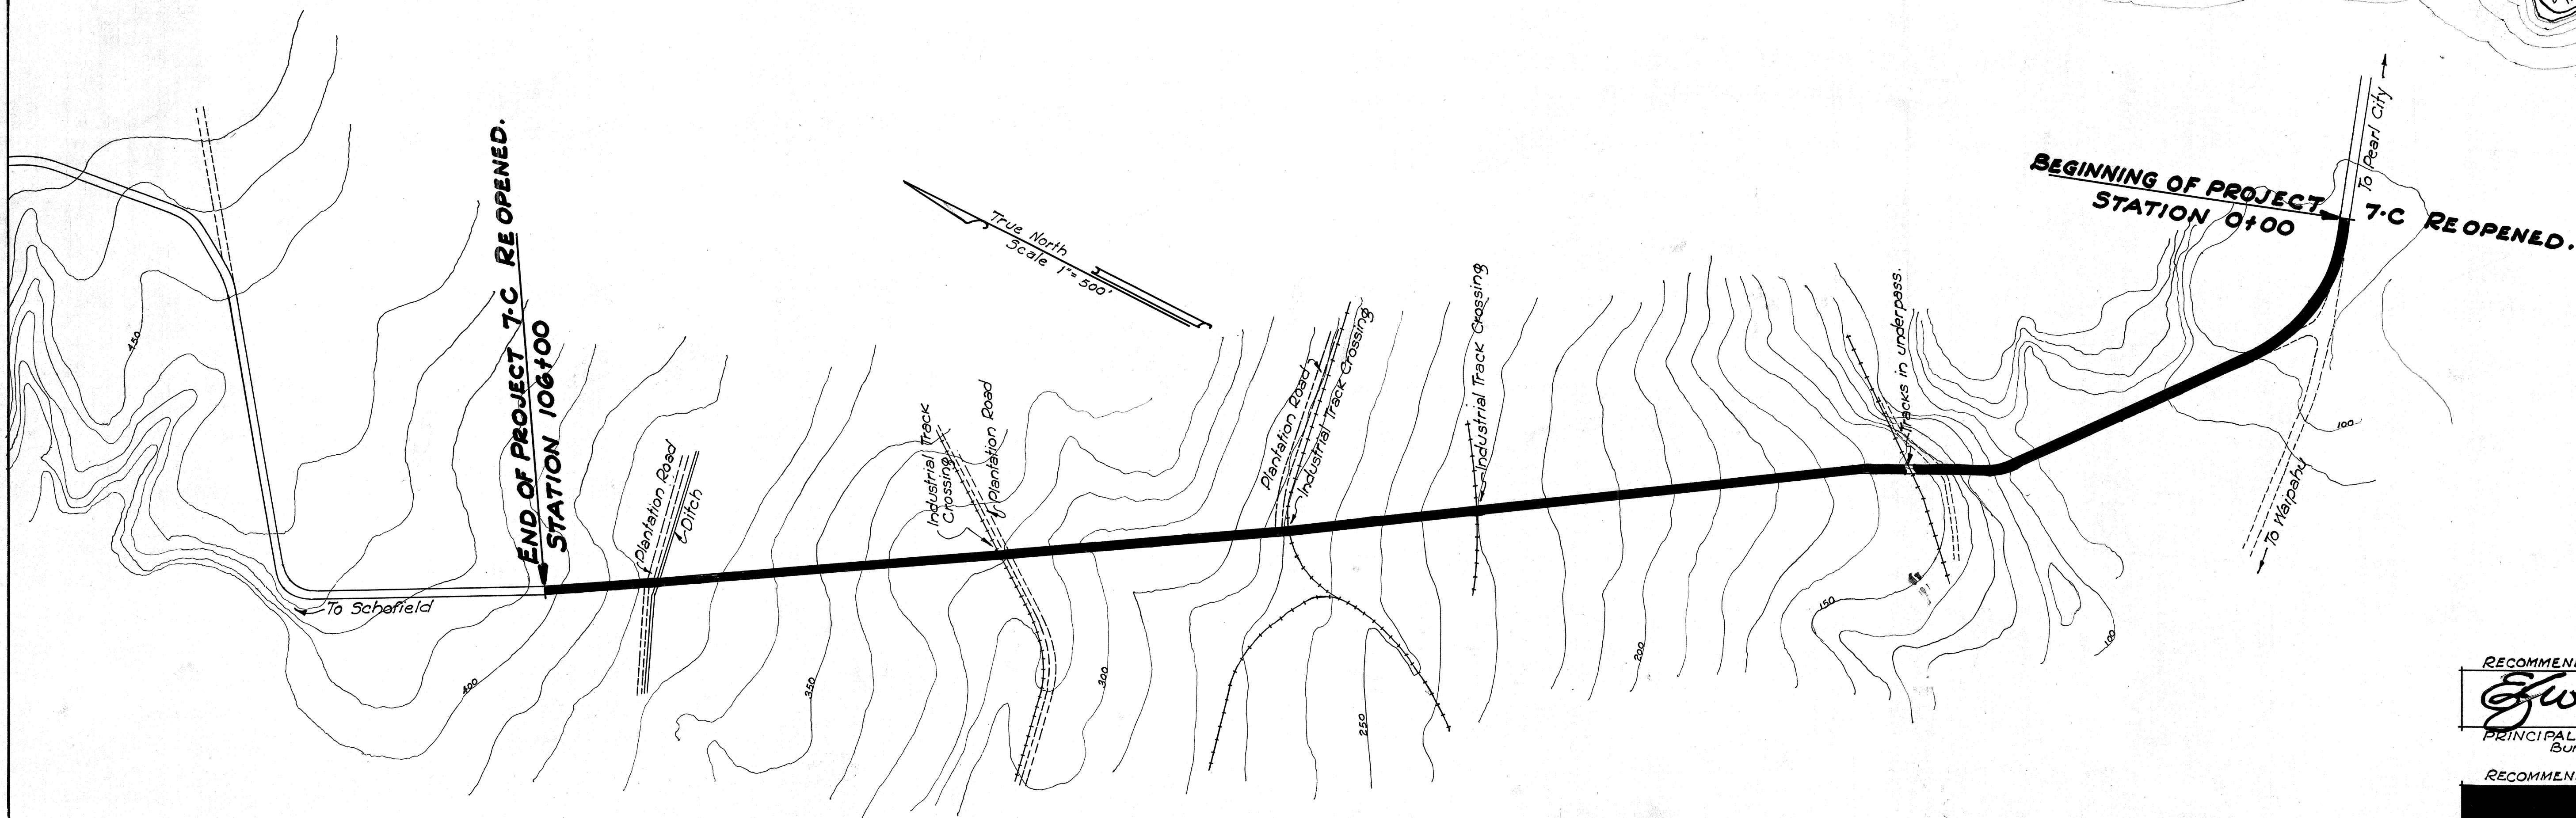 450
END OF PROJECT 7-C REOPENED.
STATION 106+00
To Schofield
Plantation Road
Ditch
400
350
Industrial Track
Crossing
Plantation Road
300
True North
Scale 1"=500'
Plantation Road
Industrial Track Crossing
250
Industrial Track Crossing
200
Tracks in underpass.
150
100
BEGINNING OF PROJECT 7-C REOPENED.
STATION 0+00
To Pearl City
100
To Waipahu
RECOMMEN
PRINCIPAL
Bur
RECOMMEN